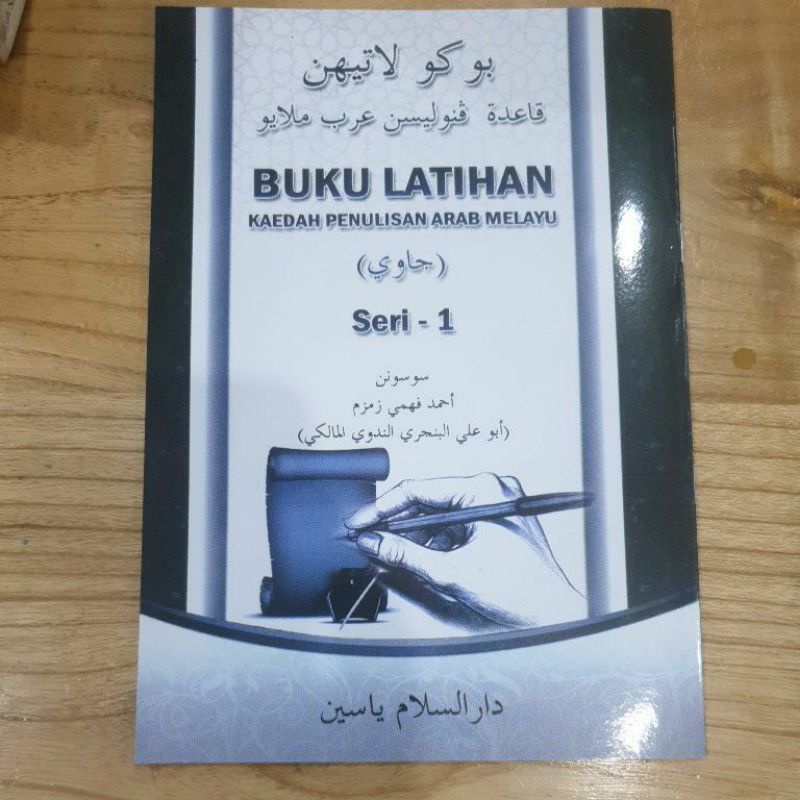 بوكو لاتيهن
قاعدة ڤنوليسن عرب ملايو
BUKU LATIHAN
KAEDAH PENULISAN ARAB MELAYU
(جاوي)
Seri - 1
سوسونن
أحمد فهمي زمزم
(أبو علي البنجري الندوي المالكي)
دارالسلام ياسين